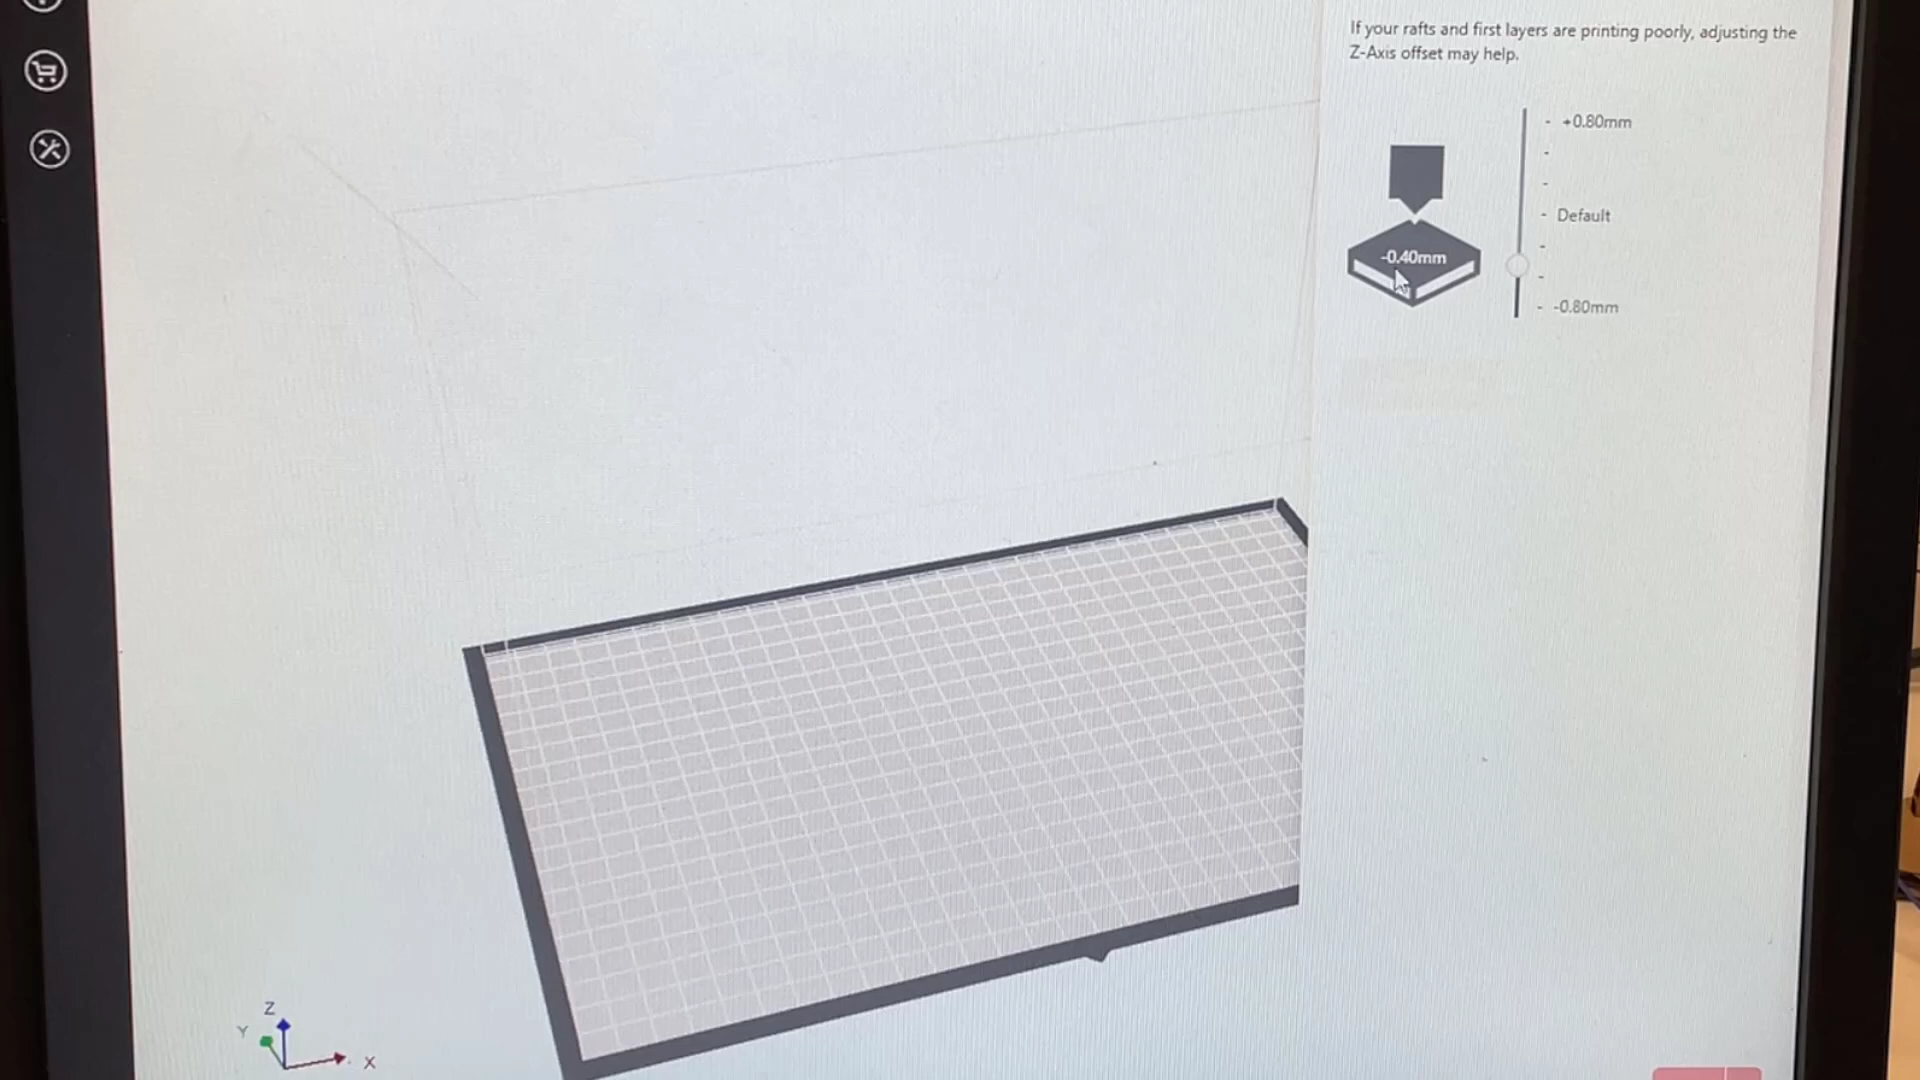 If your rafts and first layers are printing poorly, adjusting the
Z-Axis offset may help.
+0.80mm
Default
-0.40mm
-0.80mm
Z
Y
X